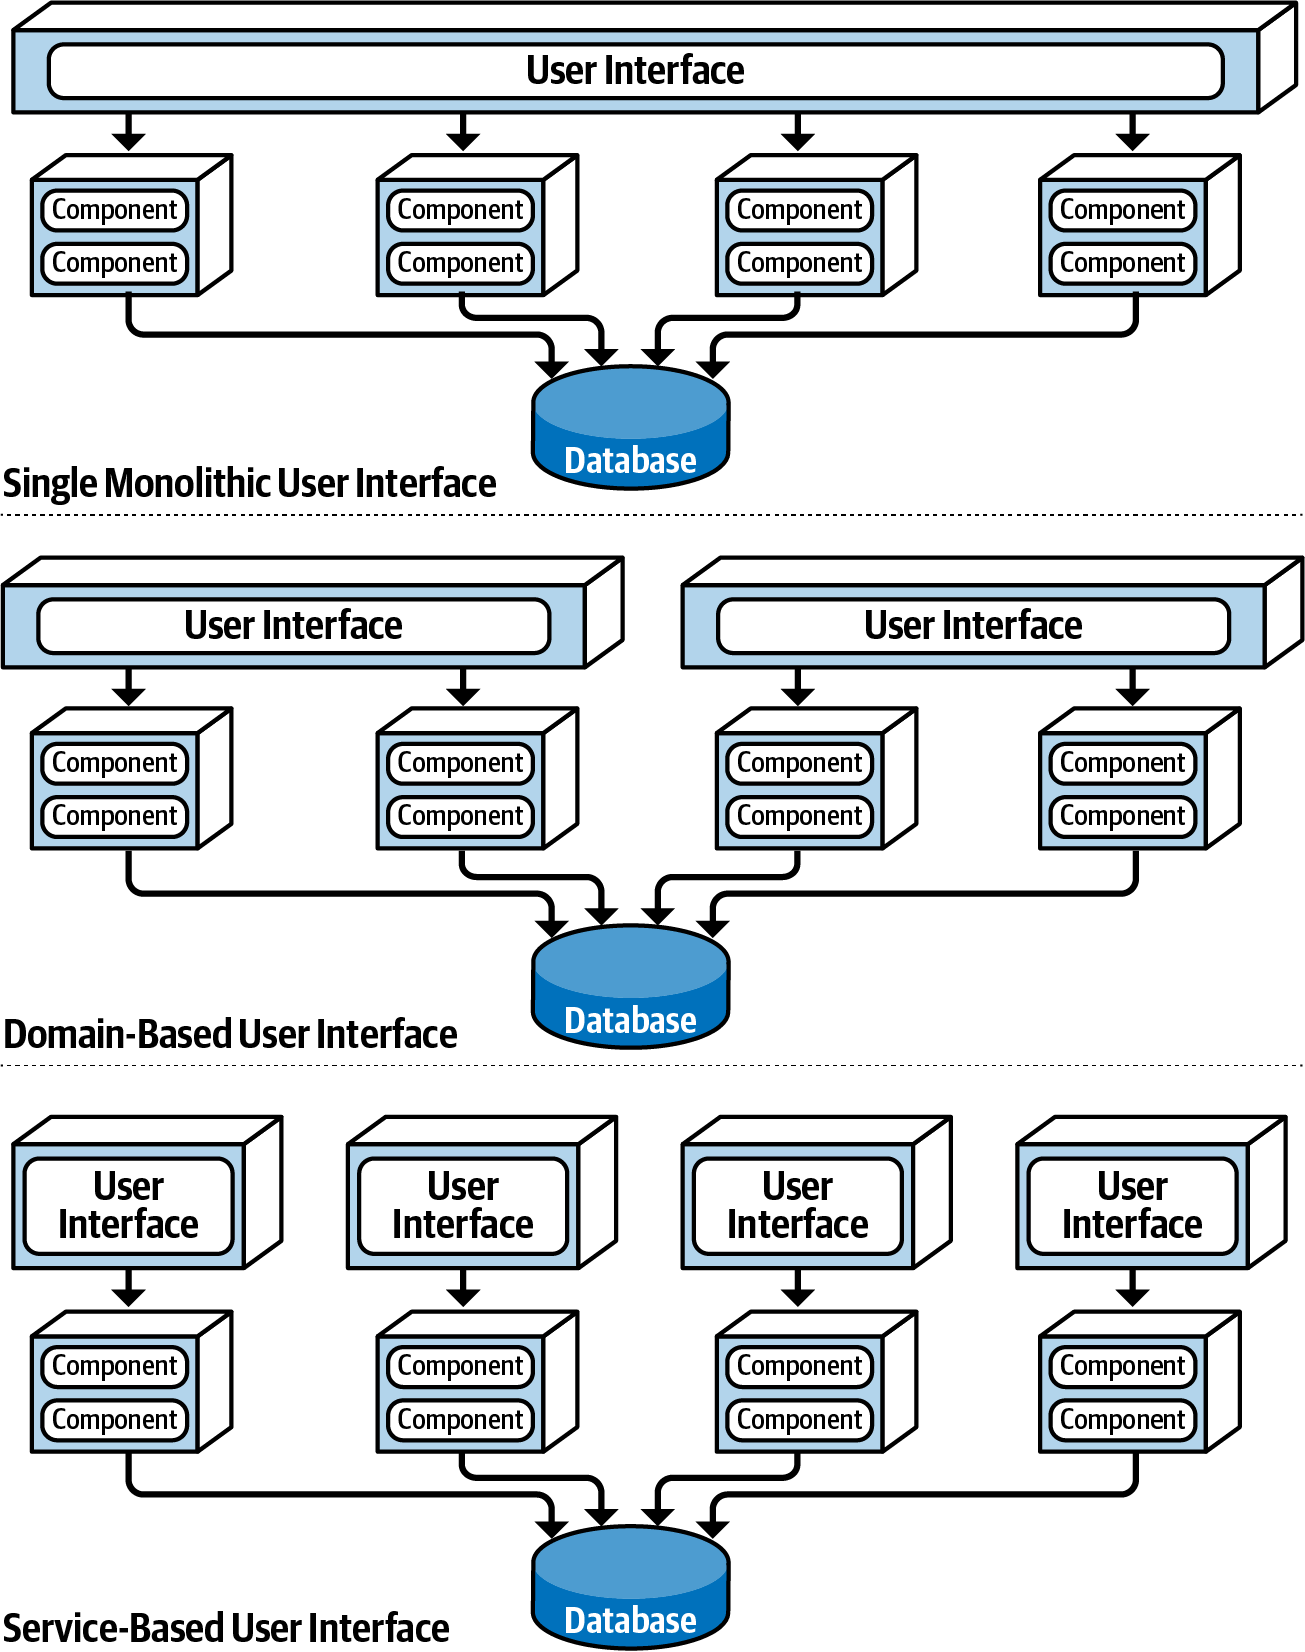 User Interface
Component Component Component Component
Component Component Component Component
Database
Single Monolithic User Interface
User Interface User Interface
Component Component Component Component
Component Component Component Component
Database
Domain-Based User Interface
User User User User
Interface Interface Interface Interface
Component Component Component Component
Component Component Component Component
Database
Service-Based User Interface